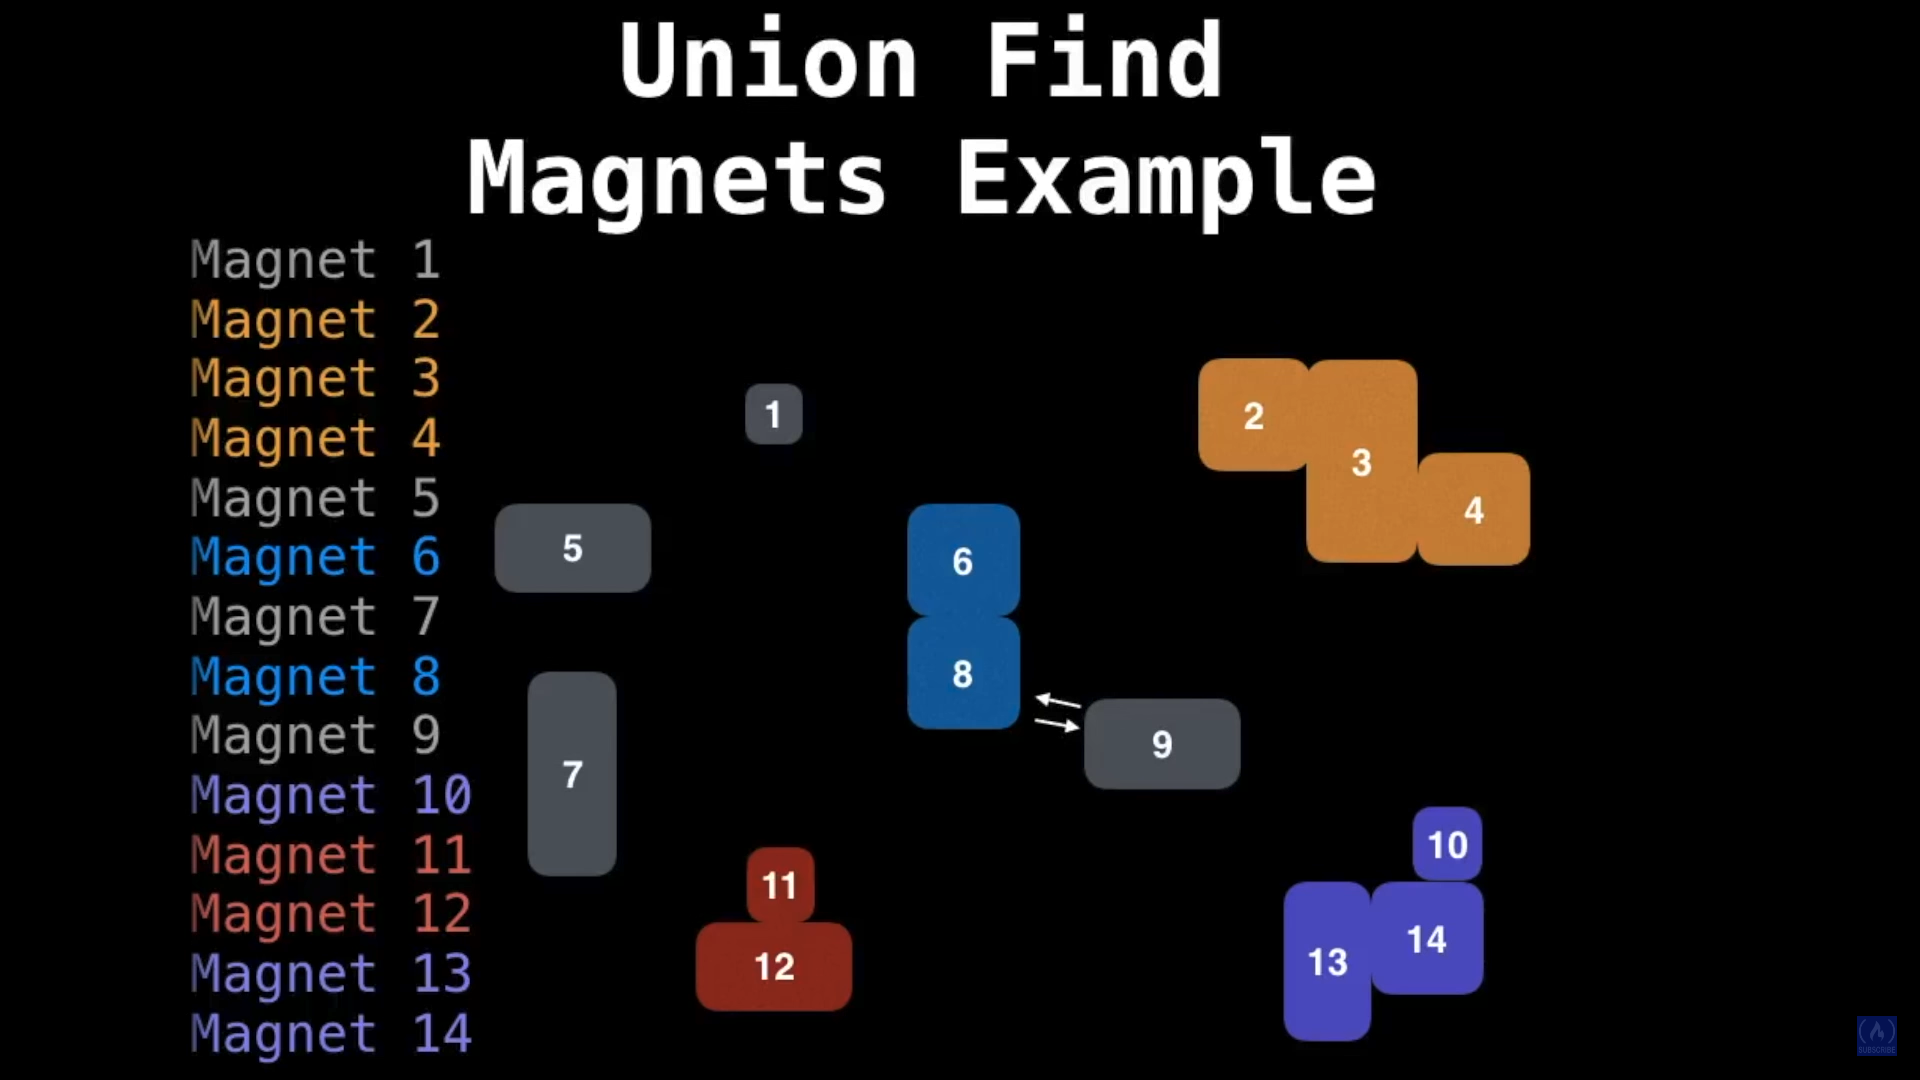 Union Find
Magnets Example
Magnet 1
Magnet 2
Magnet 3
Magnet 4
Magnet 5
Magnet 6
Magnet 7
Magnet 8
Magnet 9
Magnet 10
Magnet 11
Magnet 12
Magnet 13
Magnet 14
1
2
3
4
5
6
8
7
9
10
11
12
13
14
SUBSCRIBE